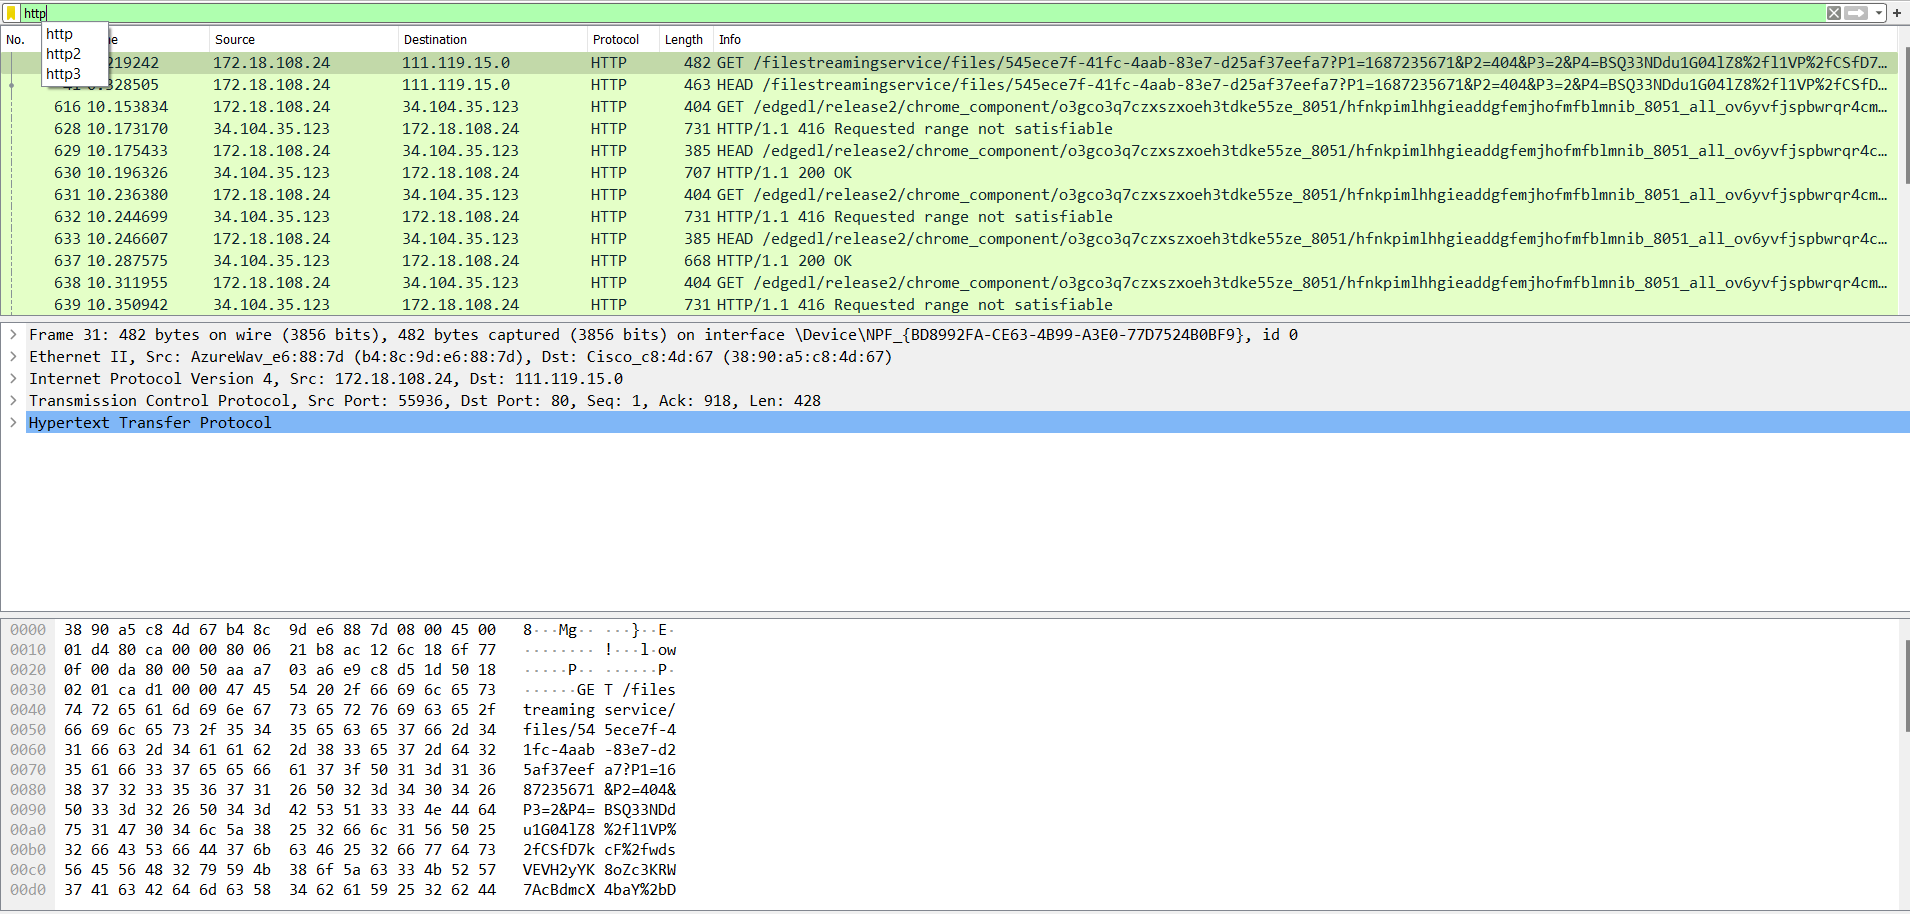 http
http
http2
http3
No. Source Destination Protocol Length Info
219242 172.18.108.24 111.119.15.0 HTTP 482 GET /filestreamingservice/files/545ece7f-41fc-4aab-83e7-d25af37eefa7?P1=1687235671&P2=404&P3=2&P4=BSQ33NDdu1G04lZ8%2fl1VP%2fCSfD7…
328505 172.18.108.24 111.119.15.0 HTTP 463 HEAD /filestreamingservice/files/545ece7f-41fc-4aab-83e7-d25af37eefa7?P1=1687235671&P2=404&P3=2&P4=BSQ33NDdu1G04lZ8%2fl1VP%2fCSfD…
616 10.153834 172.18.108.24 34.104.35.123 HTTP 404 GET /edgedl/release2/chrome_component/o3gco3q7czxszxoeh3tdke55ze_8051/hfnkpimlhhgieaddgfemjhofmfblmnib_8051_all_ov6yvfjspbwrqr4cm…
628 10.173170 34.104.35.123 172.18.108.24 HTTP 731 HTTP/1.1 416 Requested range not satisfiable
629 10.175433 172.18.108.24 34.104.35.123 HTTP 385 HEAD /edgedl/release2/chrome_component/o3gco3q7czxszxoeh3tdke55ze_8051/hfnkpimlhhgieaddgfemjhofmfblmnib_8051_all_ov6yvfjspbwrqr4c…
630 10.196326 34.104.35.123 172.18.108.24 HTTP 707 HTTP/1.1 200 OK
631 10.236380 172.18.108.24 34.104.35.123 HTTP 404 GET /edgedl/release2/chrome_component/o3gco3q7czxszxoeh3tdke55ze_8051/hfnkpimlhhgieaddgfemjhofmfblmnib_8051_all_ov6yvfjspbwrqr4cm…
632 10.244699 34.104.35.123 172.18.108.24 HTTP 731 HTTP/1.1 416 Requested range not satisfiable
633 10.246607 172.18.108.24 34.104.35.123 HTTP 385 HEAD /edgedl/release2/chrome_component/o3gco3q7czxszxoeh3tdke55ze_8051/hfnkpimlhhgieaddgfemjhofmfblmnib_8051_all_ov6yvfjspbwrqr4c…
637 10.287575 34.104.35.123 172.18.108.24 HTTP 668 HTTP/1.1 200 OK
638 10.311955 172.18.108.24 34.104.35.123 HTTP 404 GET /edgedl/release2/chrome_component/o3gco3q7czxszxoeh3tdke55ze_8051/hfnkpimlhhgieaddgfemjhofmfblmnib_8051_all_ov6yvfjspbwrqr4cm…
639 10.350942 34.104.35.123 172.18.108.24 HTTP 731 HTTP/1.1 416 Requested range not satisfiable
Frame 31: 482 bytes on wire (3856 bits), 482 bytes captured (3856 bits) on interface \Device\NPF_{BD8992FA-CE63-4B99-A3E0-77D7524B0BF9}, id 0
Ethernet II, Src: AzureWav_e6:88:7d (b4:8c:9d:e6:88:7d), Dst: Cisco_c8:4d:67 (38:90:a5:c8:4d:67)
Internet Protocol Version 4, Src: 172.18.108.24, Dst: 111.119.15.0
Transmission Control Protocol, Src Port: 55936, Dst Port: 80, Seq: 1, Ack: 918, Len: 428
Hypertext Transfer Protocol
0000 38 90 a5 c8 4d 67 b4 8c 9d e6 88 7d 08 00 45 00 8···Mg·· ···}··E·
0010 01 d4 80 ca 00 00 80 06 21 b8 ac 12 6c 18 6f 77 ········ !···l·ow
0020 0f 00 da 80 00 50 aa a7 03 a6 e9 c8 d5 1d 50 18 ·····P·· ······P·
0030 02 01 ca d1 00 00 47 45 54 20 2f 66 69 6c 65 73 ······GE T /files
0040 74 72 65 61 6d 69 6e 67 73 65 72 76 69 63 65 2f treaming service/
0050 66 69 6c 65 73 2f 35 34 35 65 63 65 37 66 2d 34 files/54 5ece7f-4
0060 31 66 63 2d 34 61 61 62 2d 38 33 65 37 2d 64 32 1fc-4aab -83e7-d2
0070 35 61 66 33 37 65 65 66 61 37 3f 50 31 3d 31 36 5af37eef a7?P1=16
0080 38 37 32 33 35 36 37 31 26 50 32 3d 34 30 34 26 87235671 &P2=404&
0090 50 33 3d 32 26 50 34 3d 42 53 51 33 33 4e 44 64 P3=2&P4= BSQ33NDd
00a0 75 31 47 30 34 6c 5a 38 25 32 66 6c 31 56 50 25 u1G04lZ8 %2fl1VP%
00b0 32 66 43 53 66 44 37 6b 63 46 25 32 66 77 64 73 2fCSfD7k cF%2fwds
00c0 56 45 56 48 32 79 59 4b 38 6f 5a 63 33 4b 52 57 VEVH2yYK 8oZc3KRW
00d0 37 41 63 42 64 6d 63 58 34 62 61 59 25 32 62 44 7AcBdmcX 4baY%2bD